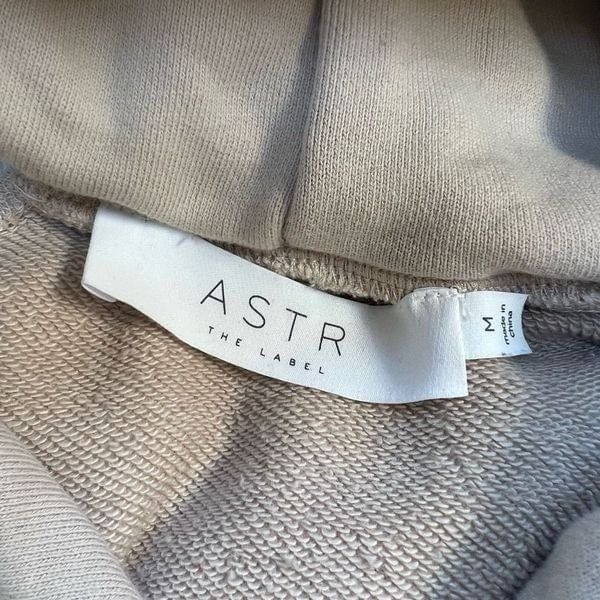 ASTR
THE LABEL
M
made in
china